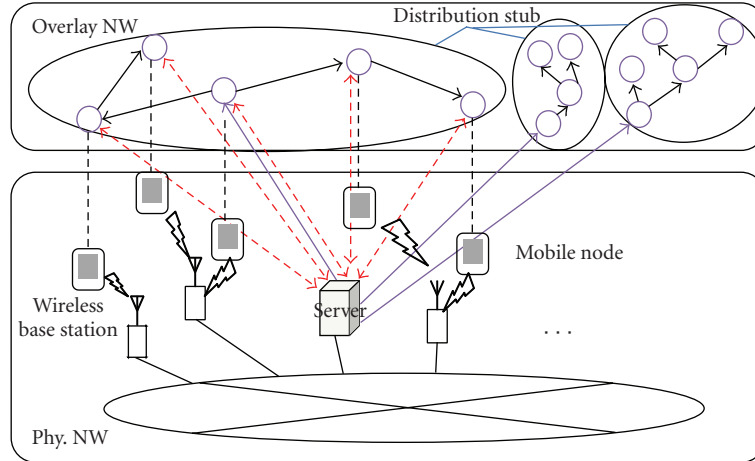 Distribution stub
Overlay NW
Mobile node
Wireless
base station
Server
. . .
Phy. NW